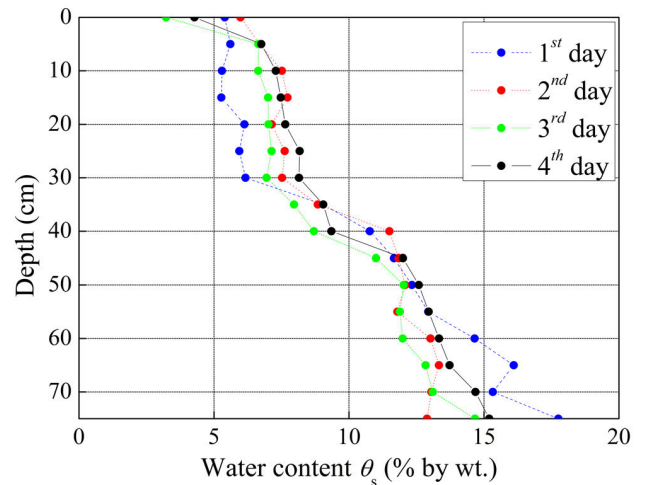 0
10
20
30
40
50
60
70
Depth (cm)
0 5 10 15 20
Water content θs (% by wt.)
1st day
2nd day
3rd day
4th day